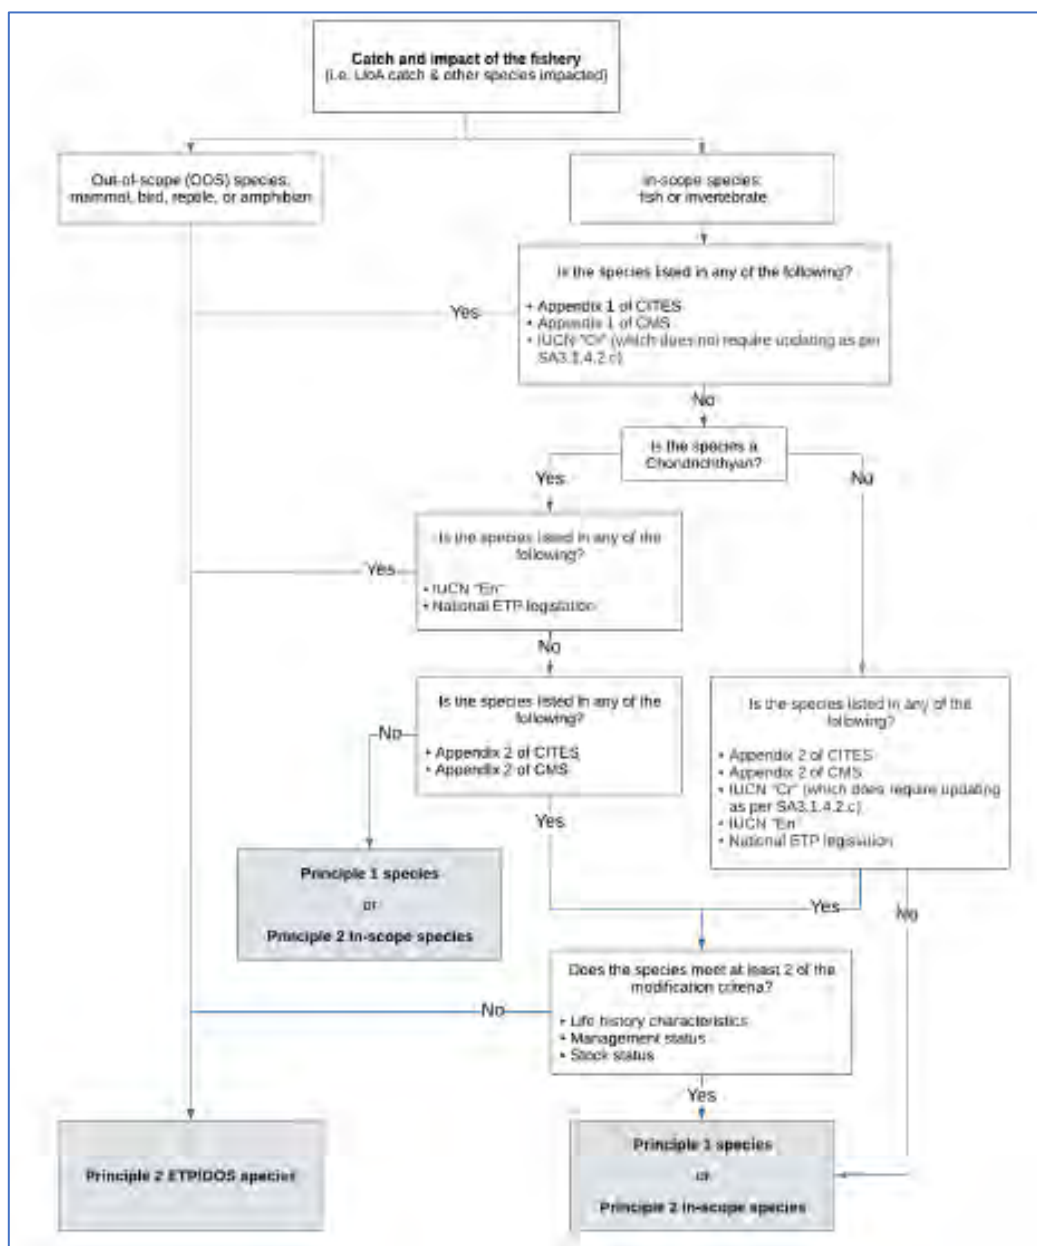 Catch and impact of the fishery
(i.e. UoA catch & other species impacted)
Out-of-scope (OOS) species:
mammal, bird, reptile, or amphibian
In-scope species:
fish or invertebrate
Is the species listed in any of the following?
• Appendix 1 of CITES
• Appendix 1 of CMS
• IUCN "Cr" (which does not require updating as per
SA3.1.4.2.c)
Yes
No
Is the species a
Chondrichthyan?
Yes
No
Is the species listed in any of the
following?
• IUCN "En"
• National ETP legislation
Yes
No
Is the species listed in any of the
following?
• Appendix 2 of CITES
• Appendix 2 of CMS
Is the species listed in any of the
following?
• Appendix 2 of CITES
• Appendix 2 of CMS
• IUCN "Cr" (which does require updating
as per SA3.1.4.2.c)
• IUCN "En"
• National ETP legislation
No
Yes
Principle 1 species
or
Principle 2 In-scope species
Yes
No
Does the species meet at least 2 of the
modification criteria?
• Life history characteristics
• Management status
• Stock status
No
Yes
Principle 2 ETP/OOS species
Principle 1 species
or
Principle 2 in-scope species